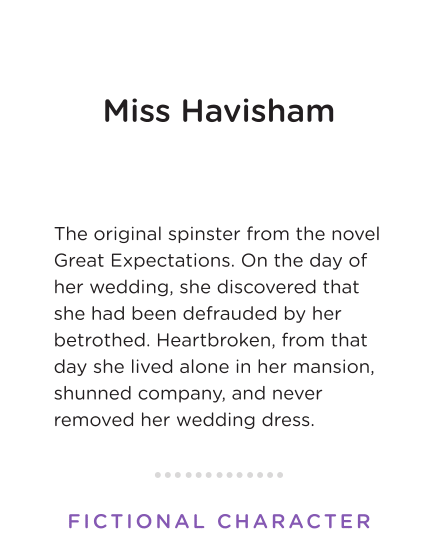 Miss Havisham
The original spinster from the novel
Great Expectations. On the day of
her wedding, she discovered that
she had been defrauded by her
betrothed. Heartbroken, from that
day she lived alone in her mansion,
shunned company, and never
removed her wedding dress.
FICTIONAL CHARACTER